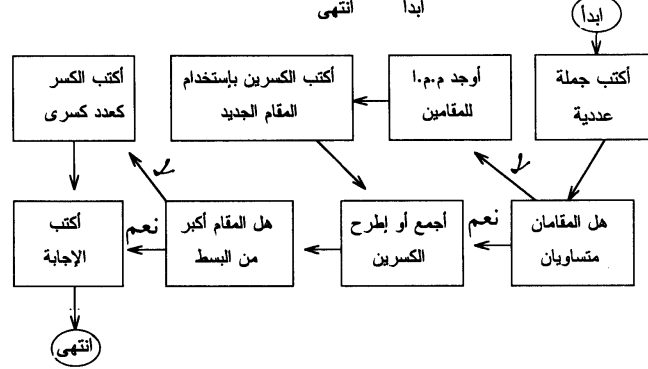 ابدأ انتهى
ابدأ
أكتب جملة
عددية
أوجد م.م.ا
للمقامين
أكتب الكسرين بإستخدام
المقام الجديد
أكتب الكسر
كعدد كسرى
لا
لا
هل المقامان
متساويان
نعم
أجمع أو إطرح
الكسرين
هل المقام أكبر
من البسط
نعم
أكتب
الإجابة
انتهى